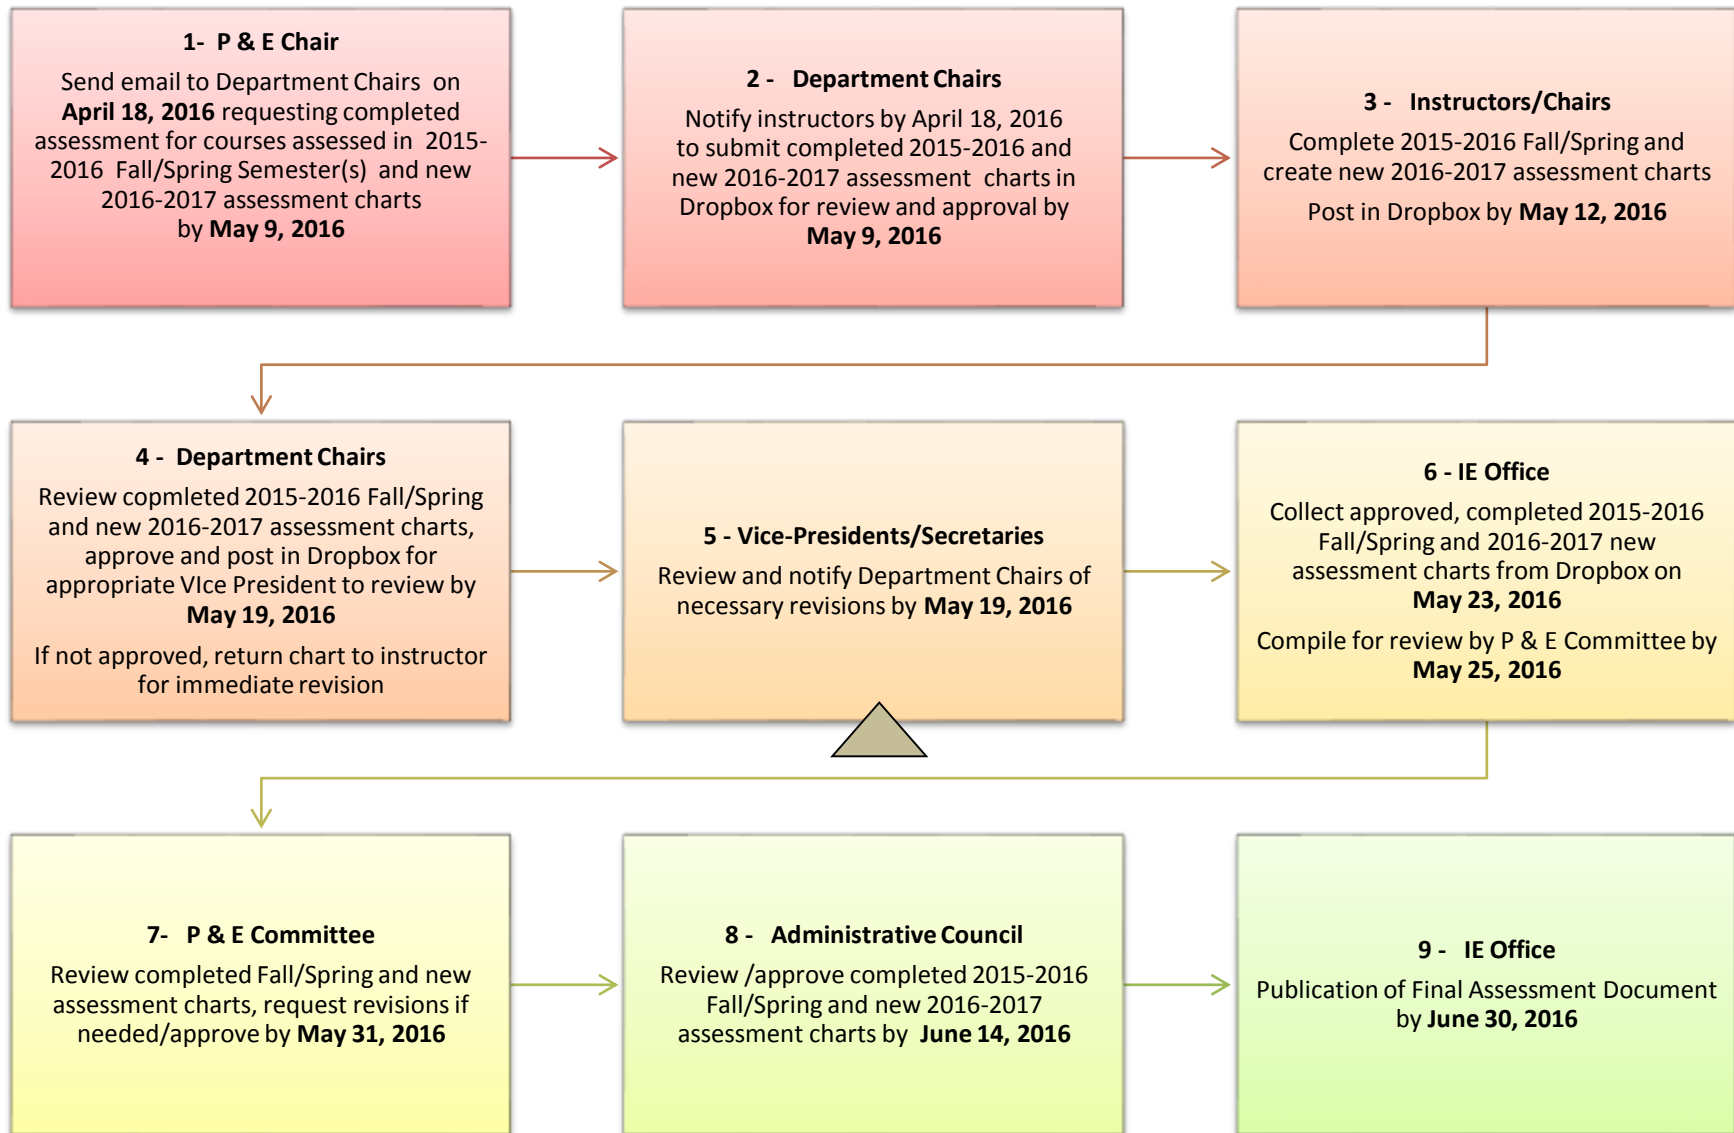 1- P & E Chair
Send email to Department Chairs on
April 18, 2016 requesting completed
assessment for courses assessed in 2015-
2016 Fall/Spring Semester(s) and new
2016-2017 assessment charts
by May 9, 2016
2 - Department Chairs
Notify instructors by April 18, 2016
to submit completed 2015-2016 and
new 2016-2017 assessment charts in
Dropbox for review and approval by
May 9, 2016
3 - Instructors/Chairs
Complete 2015-2016 Fall/Spring and
create new 2016-2017 assessment charts
Post in Dropbox by May 12, 2016
4 - Department Chairs
Review copmleted 2015-2016 Fall/Spring
and new 2016-2017 assessment charts,
approve and post in Dropbox for
appropriate VIce President to review by
May 19, 2016
If not approved, return chart to instructor
for immediate revision
5 - Vice-Presidents/Secretaries
Review and notify Department Chairs of
necessary revisions by May 19, 2016
6 - IE Office
Collect approved, completed 2015-2016
Fall/Spring and 2016-2017 new
assessment charts from Dropbox on
May 23, 2016
Compile for review by P & E Committee by
May 25, 2016
7- P & E Committee
Review completed Fall/Spring and new
assessment charts, request revisions if
needed/approve by May 31, 2016
8 - Administrative Council
Review /approve completed 2015-2016
Fall/Spring and new 2016-2017
assessment charts by June 14, 2016
9 - IE Office
Publication of Final Assessment Document
by June 30, 2016